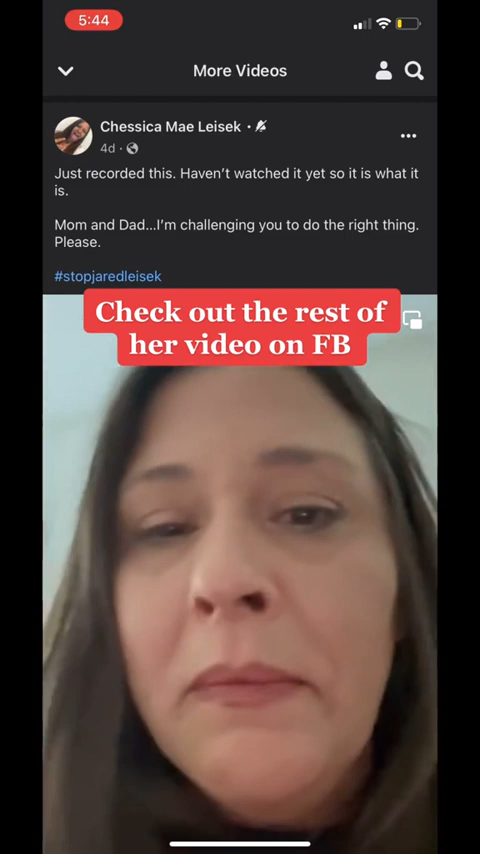 5:44
More Videos
Chessica Mae Leisek ·
4d ·
Just recorded this. Haven't watched it yet so it is what it
is.
Mom and Dad...I'm challenging you to do the right thing.
Please.
#stopjaredleisek
Check out the rest of
her video on FB